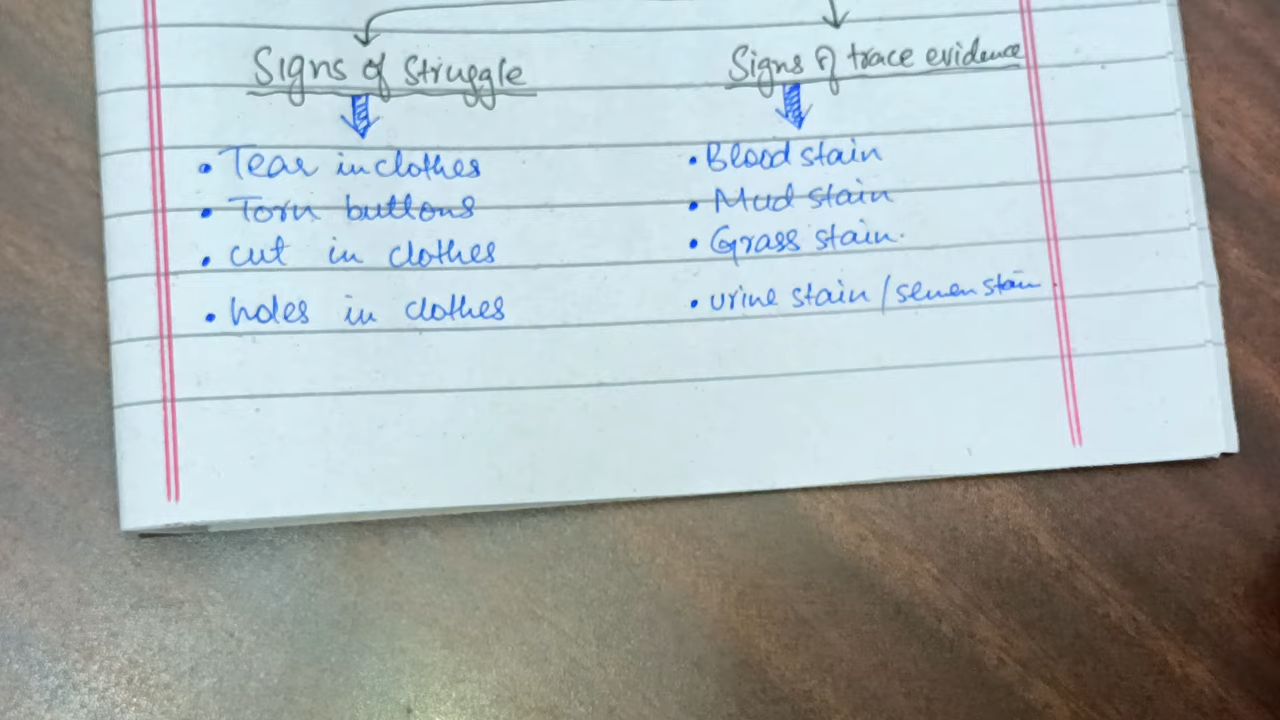 Signs of struggle
Signs of trace evidence
• Tear in clothes
• Torn buttons
• cut in clothes
• holes in clothes
• Blood stain
• Mud stain
• Grass stain.
• urine stain / semen stain.